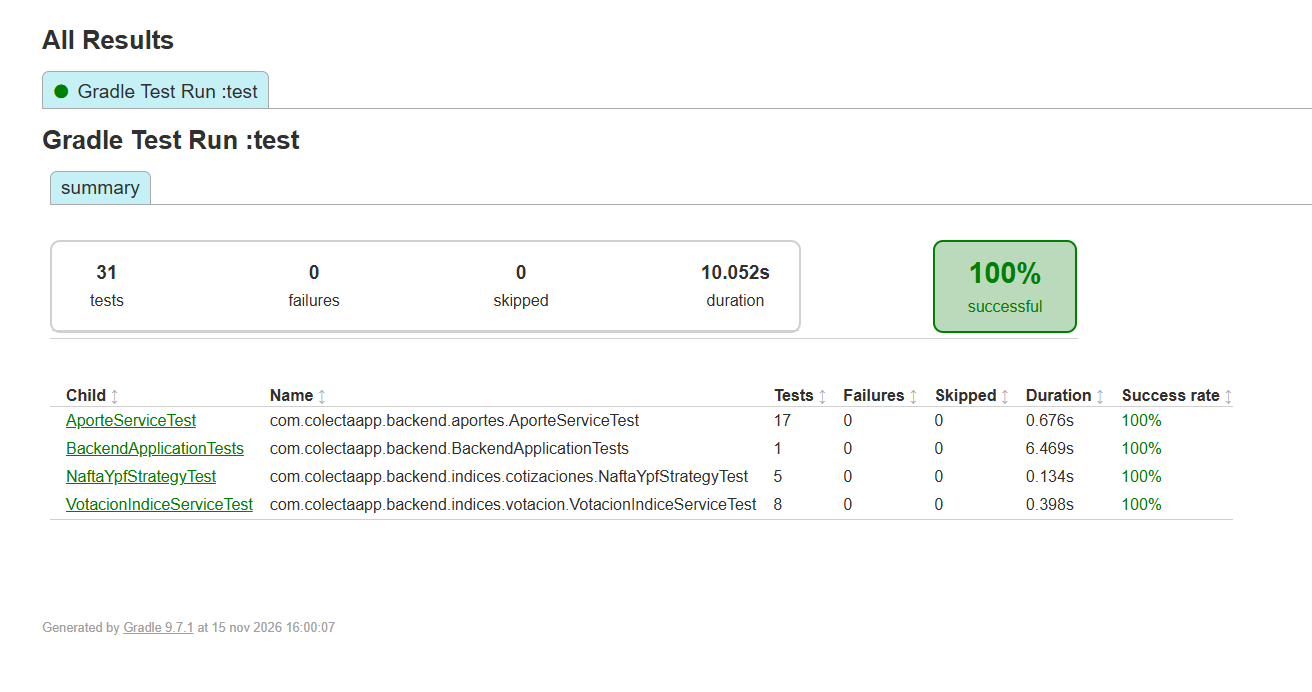 All Results
Gradle Test Run :test
Gradle Test Run :test
summary
31 0 0 10.052s 100%
tests failures skipped duration successful
Child Name Tests Failures Skipped Duration Success rate
AporteServiceTest com.colectaapp.backend.aportes.AporteServiceTest 17 0 0 0.676s 100%
BackendApplicationTests com.colectaapp.backend.BackendApplicationTests 1 0 0 6.469s 100%
NaftaYpfStrategyTest com.colectaapp.backend.indices.cotizaciones.NaftaYpfStrategyTest 5 0 0 0.134s 100%
VotacionIndiceServiceTest com.colectaapp.backend.indices.votacion.VotacionIndiceServiceTest 8 0 0 0.398s 100%
Generated by Gradle 9.7.1 at 15 nov 2026 16:00:07